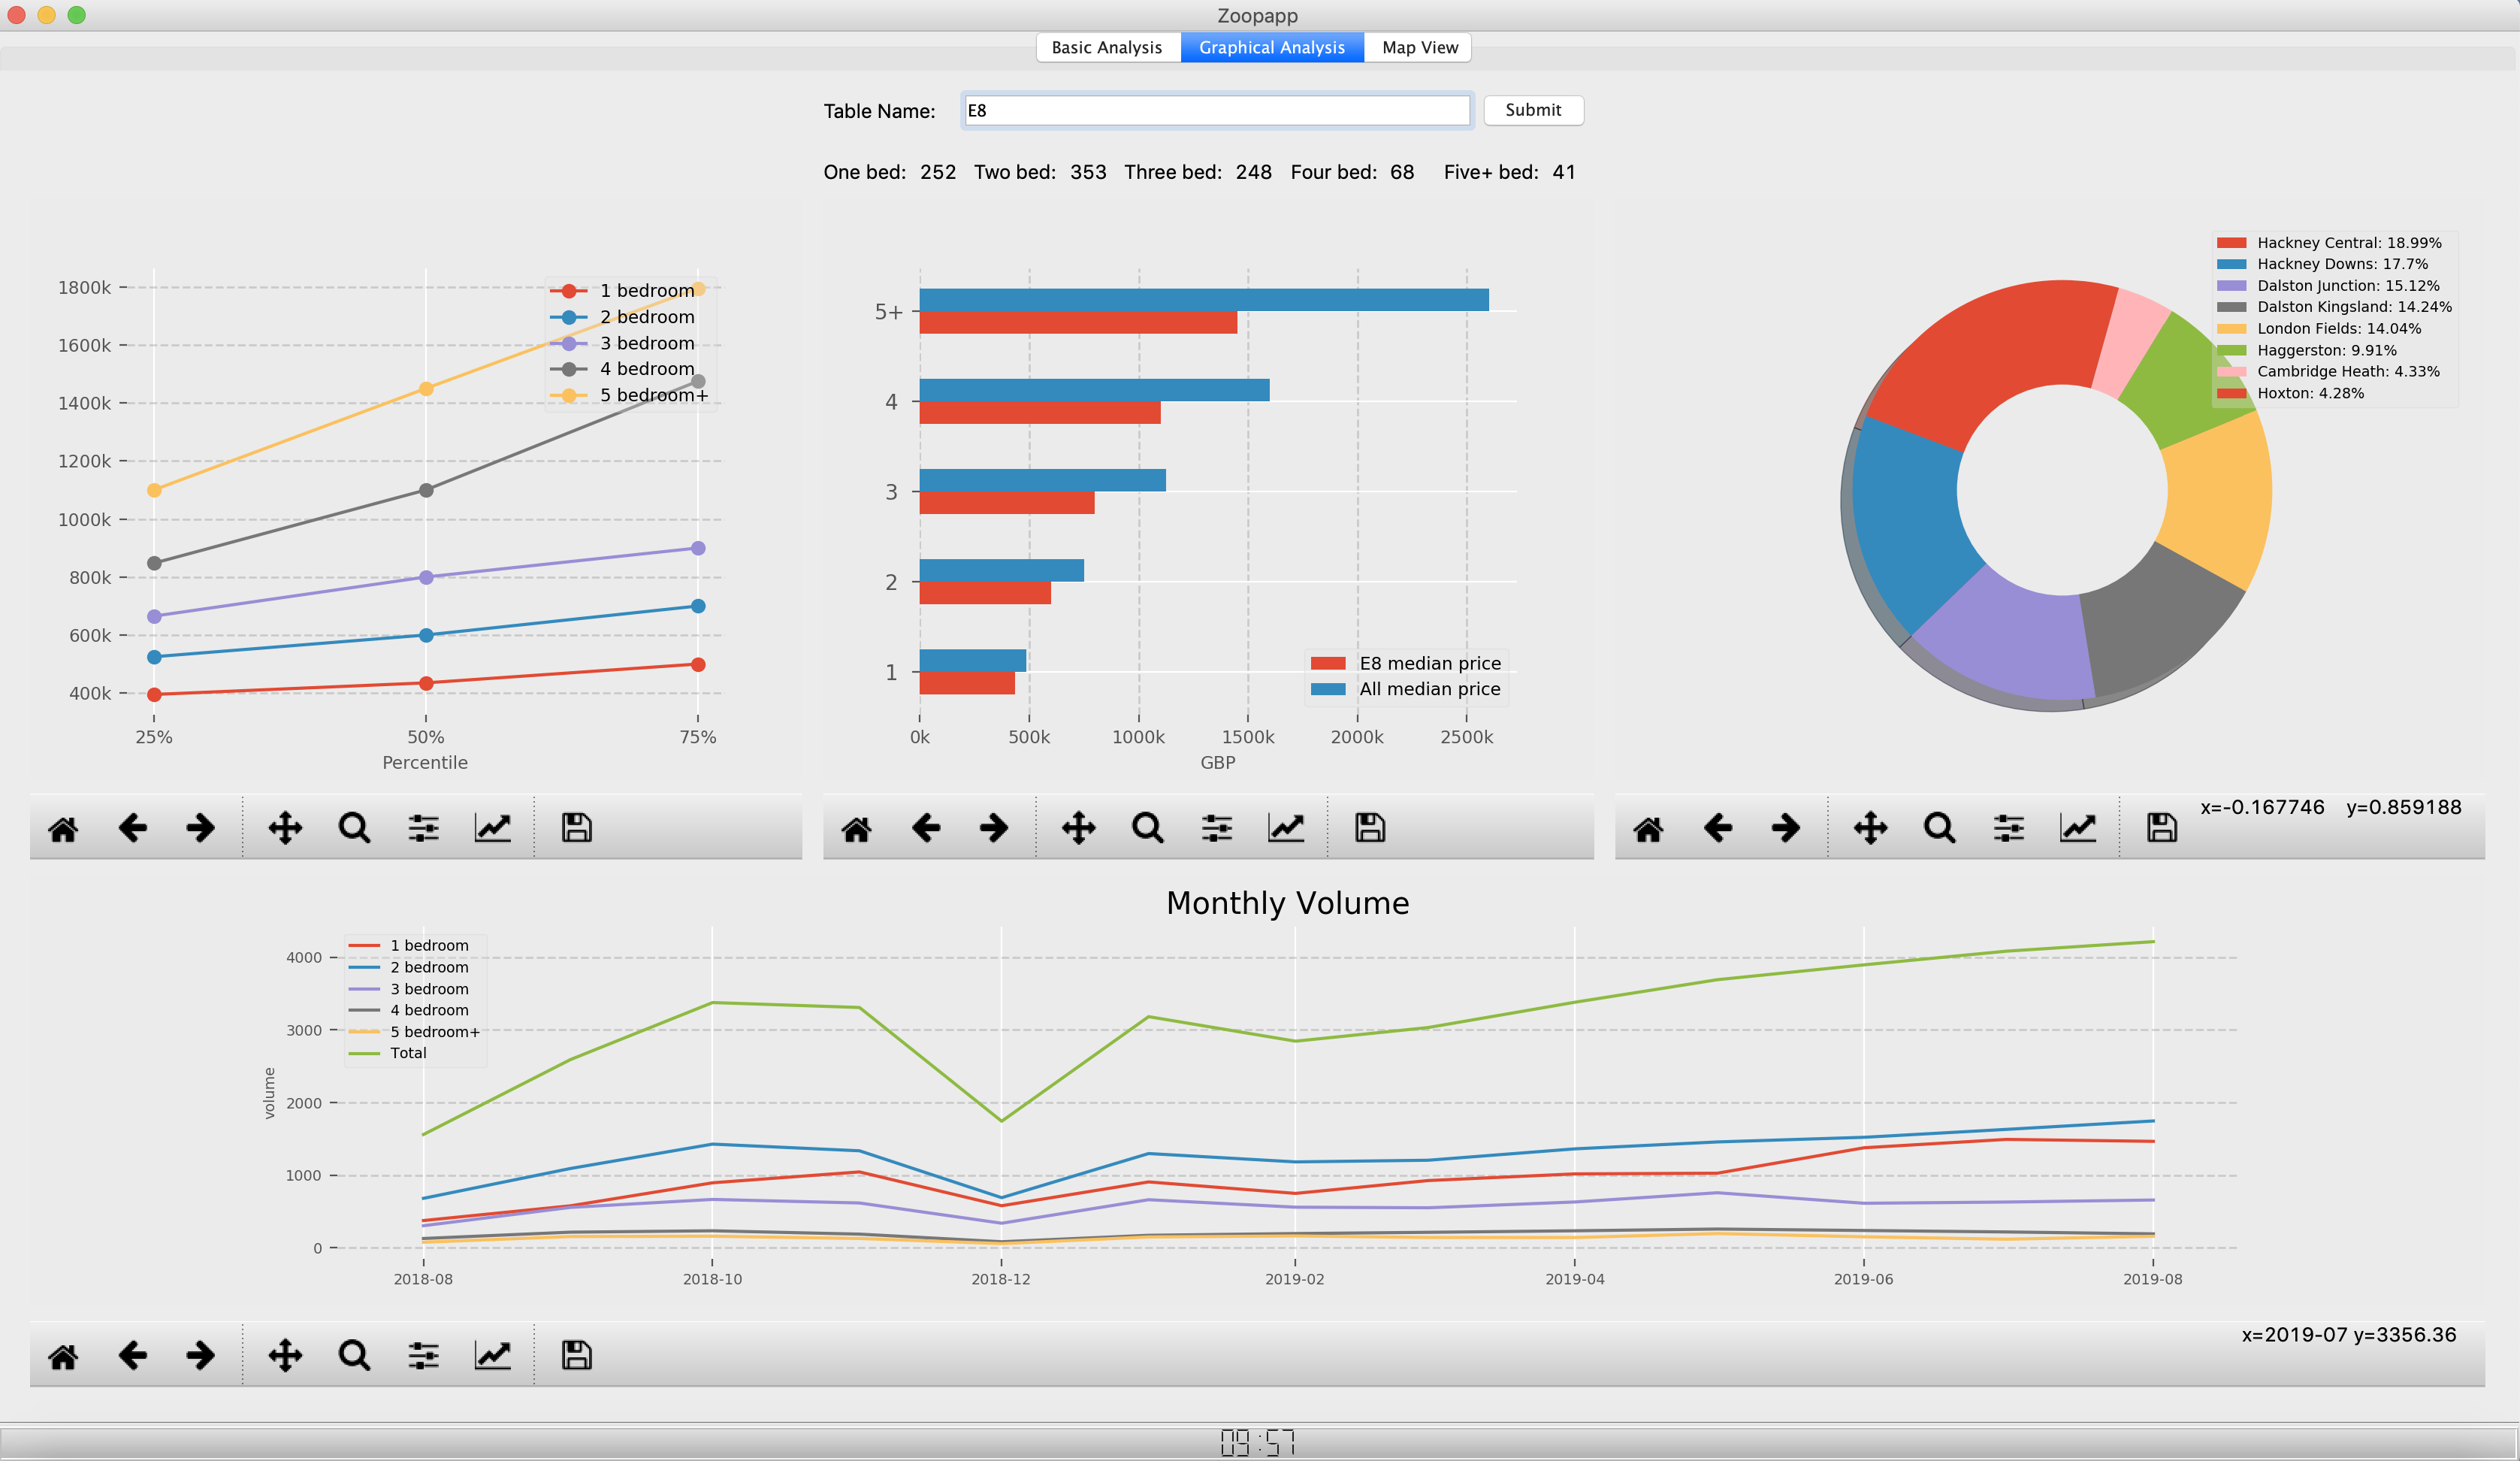 Zoopapp
Basic Analysis Graphical Analysis Map View
Table Name: E8 Submit
One bed: 252 Two bed: 353 Three bed: 248 Four bed: 68 Five+ bed: 41
1800k
1600k
1400k
1200k
1000k
800k
600k
400k
25% 50% 75%
Percentile
1 bedroom
2 bedroom
3 bedroom
4 bedroom
5 bedroom+
5+
4
3
2
1
0k 500k 1000k 1500k 2000k 2500k
GBP
E8 median price
All median price
Hackney Central: 18.99%
Hackney Downs: 17.7%
Dalston Junction: 15.12%
Dalston Kingsland: 14.24%
London Fields: 14.04%
Haggerston: 9.91%
Cambridge Heath: 4.33%
Hoxton: 4.28%
x=-0.167746 y=0.859188
Monthly Volume
1 bedroom
2 bedroom
3 bedroom
4 bedroom
5 bedroom+
Total
volume
4000
3000
2000
1000
0
2018-08 2018-10 2018-12 2019-02 2019-04 2019-06 2019-08
x=2019-07 y=3356.36
09:57